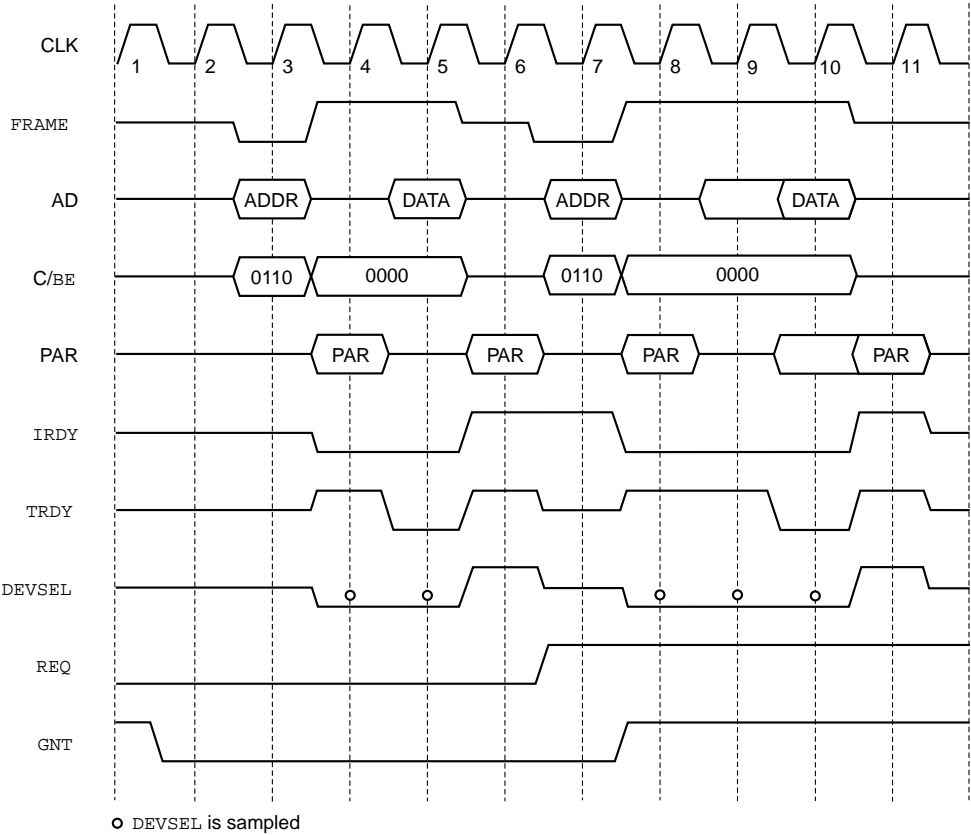 CLK
1 2 3 4 5 6 7 8 9 10 11
FRAME
AD ADDR DATA ADDR DATA
C/BE 0110 0000 0110 0000
PAR PAR PAR PAR PAR
IRDY
TRDY
DEVSEL
REQ
GNT
DEVSEL is sampled